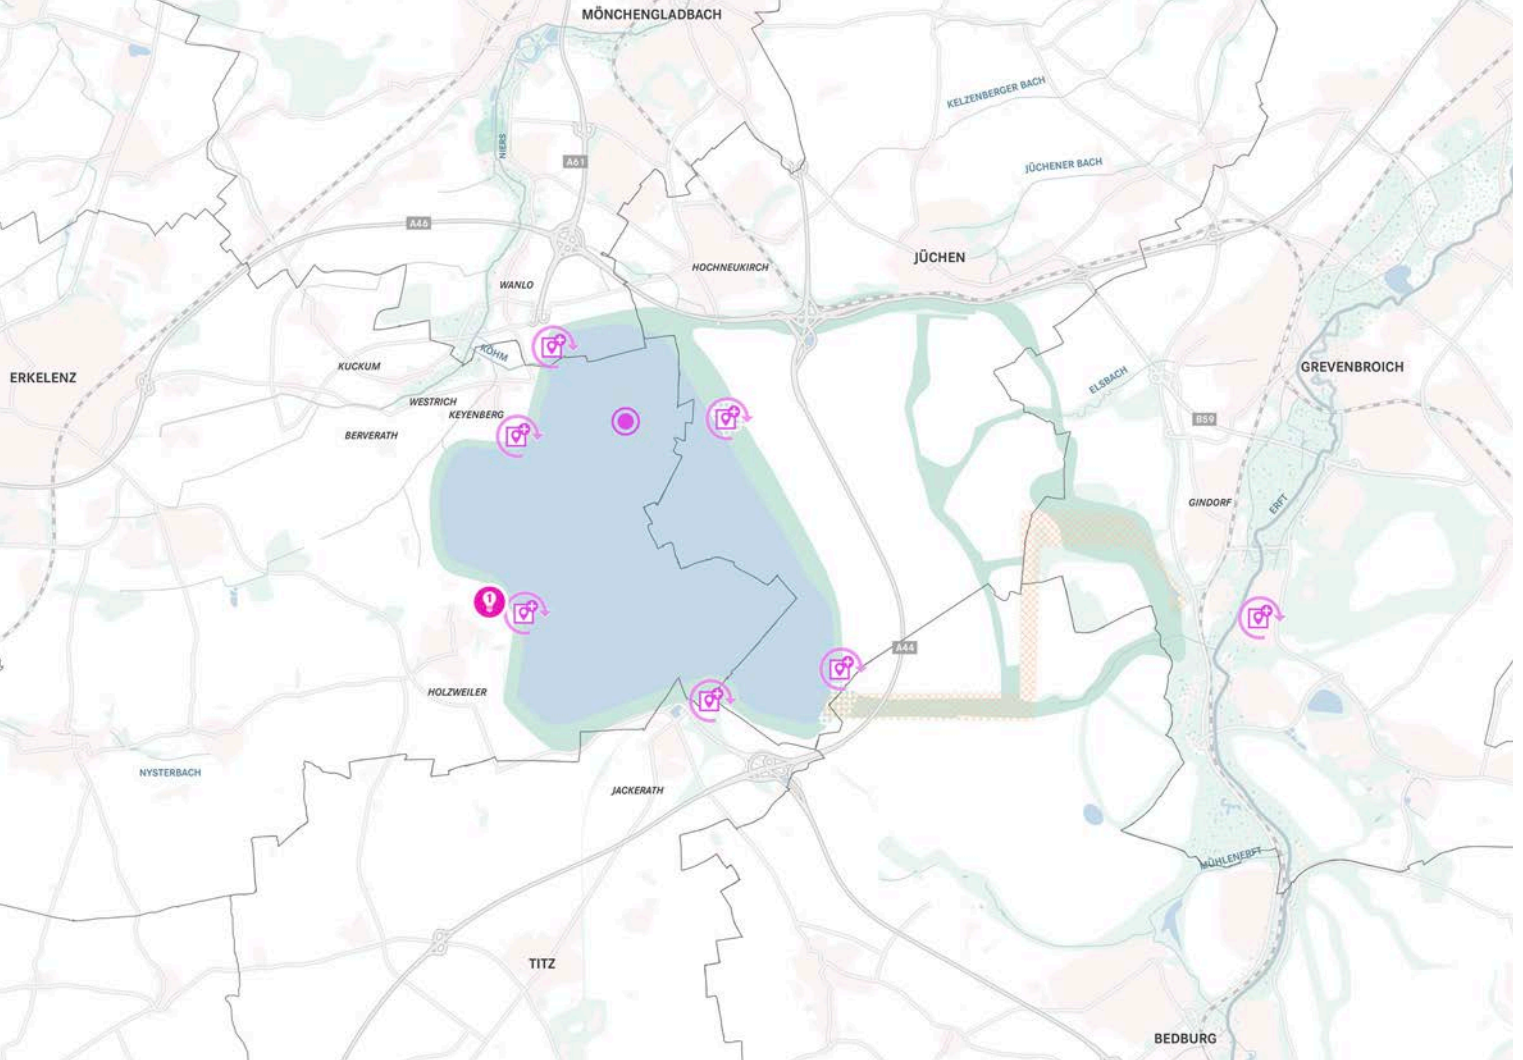 MÖNCHENGLADBACH
KELZENBERGER BACH
NIERS
A61
JÜCHENER BACH
A46
JÜCHEN
HOCHNEUKIRCH
WANLO
KÖHM
KUCKUM
ERKELENZ
GREVENBROICH
ELSBACH
WESTRICH
KEYENBERG
B59
BERVERATH
GINDORF
ERFT
1
A44
HOLZWEILER
NYSTERBACH
JACKERATH
MÜHLENERFT
TITZ
BEDBURG